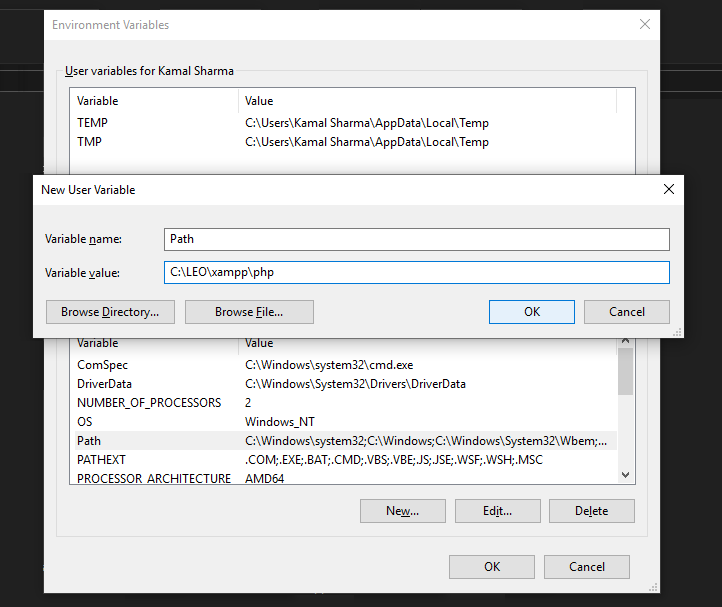 Environment Variables
User variables for Kamal Sharma
Variable Value
TEMP C:\Users\Kamal Sharma\AppData\Local\Temp
TMP C:\Users\Kamal Sharma\AppData\Local\Temp
New User Variable
Variable name: Path
Variable value: C:\LEO\xampp\php
Browse Directory... Browse File... OK Cancel
Variable Value
ComSpec C:\Windows\system32\cmd.exe
DriverData C:\Windows\System32\Drivers\DriverData
NUMBER_OF_PROCESSORS 2
OS Windows_NT
Path C:\Windows\system32;C:\Windows;C:\Windows\System32\Wbem;...
PATHEXT .COM;.EXE;.BAT;.CMD;.VBS;.VBE;.JS;.JSE;.WSF;.WSH;.MSC
PROCESSOR_ARCHITECTURE AMD64
New... Edit... Delete
OK Cancel